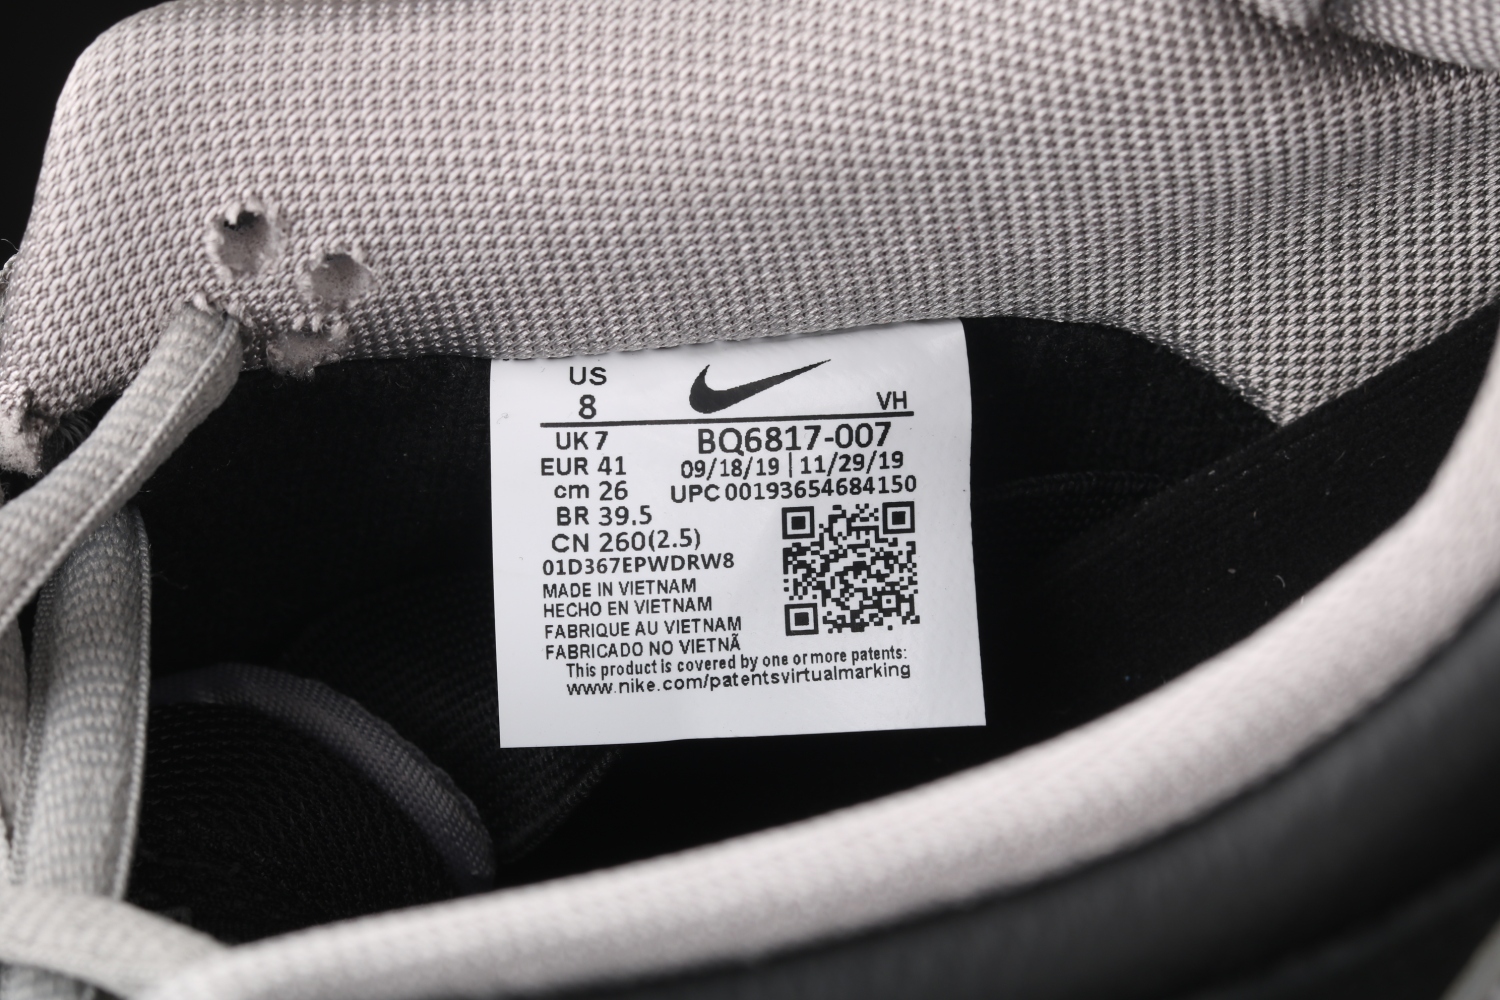 US
8
VH
UK 7
BQ6817-007
EUR 41
09/18/19 | 11/29/19
cm 26
UPC 00193654684150
BR 39.5
CN 260(2.5)
01D367EPWDRW8
MADE IN VIETNAM
HECHO EN VIETNAM
FABRIQUE AU VIETNAM
FABRICADO NO VIETNÃ
This product is covered by one or more patents:
www.nike.com/patentsvirtualmarking